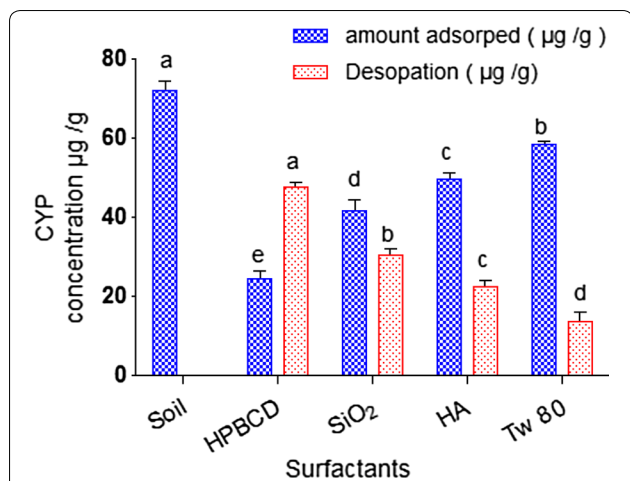 amount adsorped ( µg /g )
Desopation ( µg /g)
CYP
concentration µg /g
80
60
40
20
0
a
e
a
d
b
c
c
b
d
Soil
HPBCD
SiO₂
HA
Tw 80
Surfactants